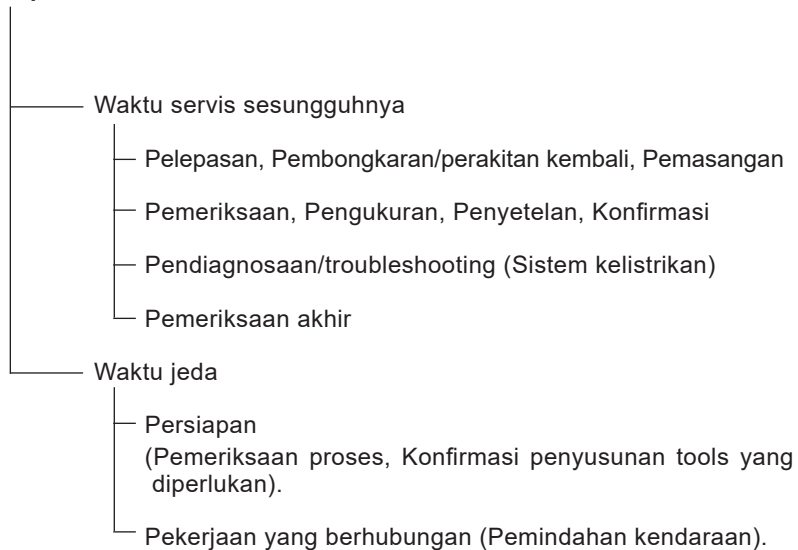 Waktu servis sesungguhnya
Pelepasan, Pembongkaran/perakitan kembali, Pemasangan
Pemeriksaan, Pengukuran, Penyetelan, Konfirmasi
Pendiagnosaan/troubleshooting (Sistem kelistrikan)
Pemeriksaan akhir
Waktu jeda
Persiapan
(Pemeriksaan proses, Konfirmasi penyusunan tools yang
diperlukan).
Pekerjaan yang berhubungan (Pemindahan kendaraan).